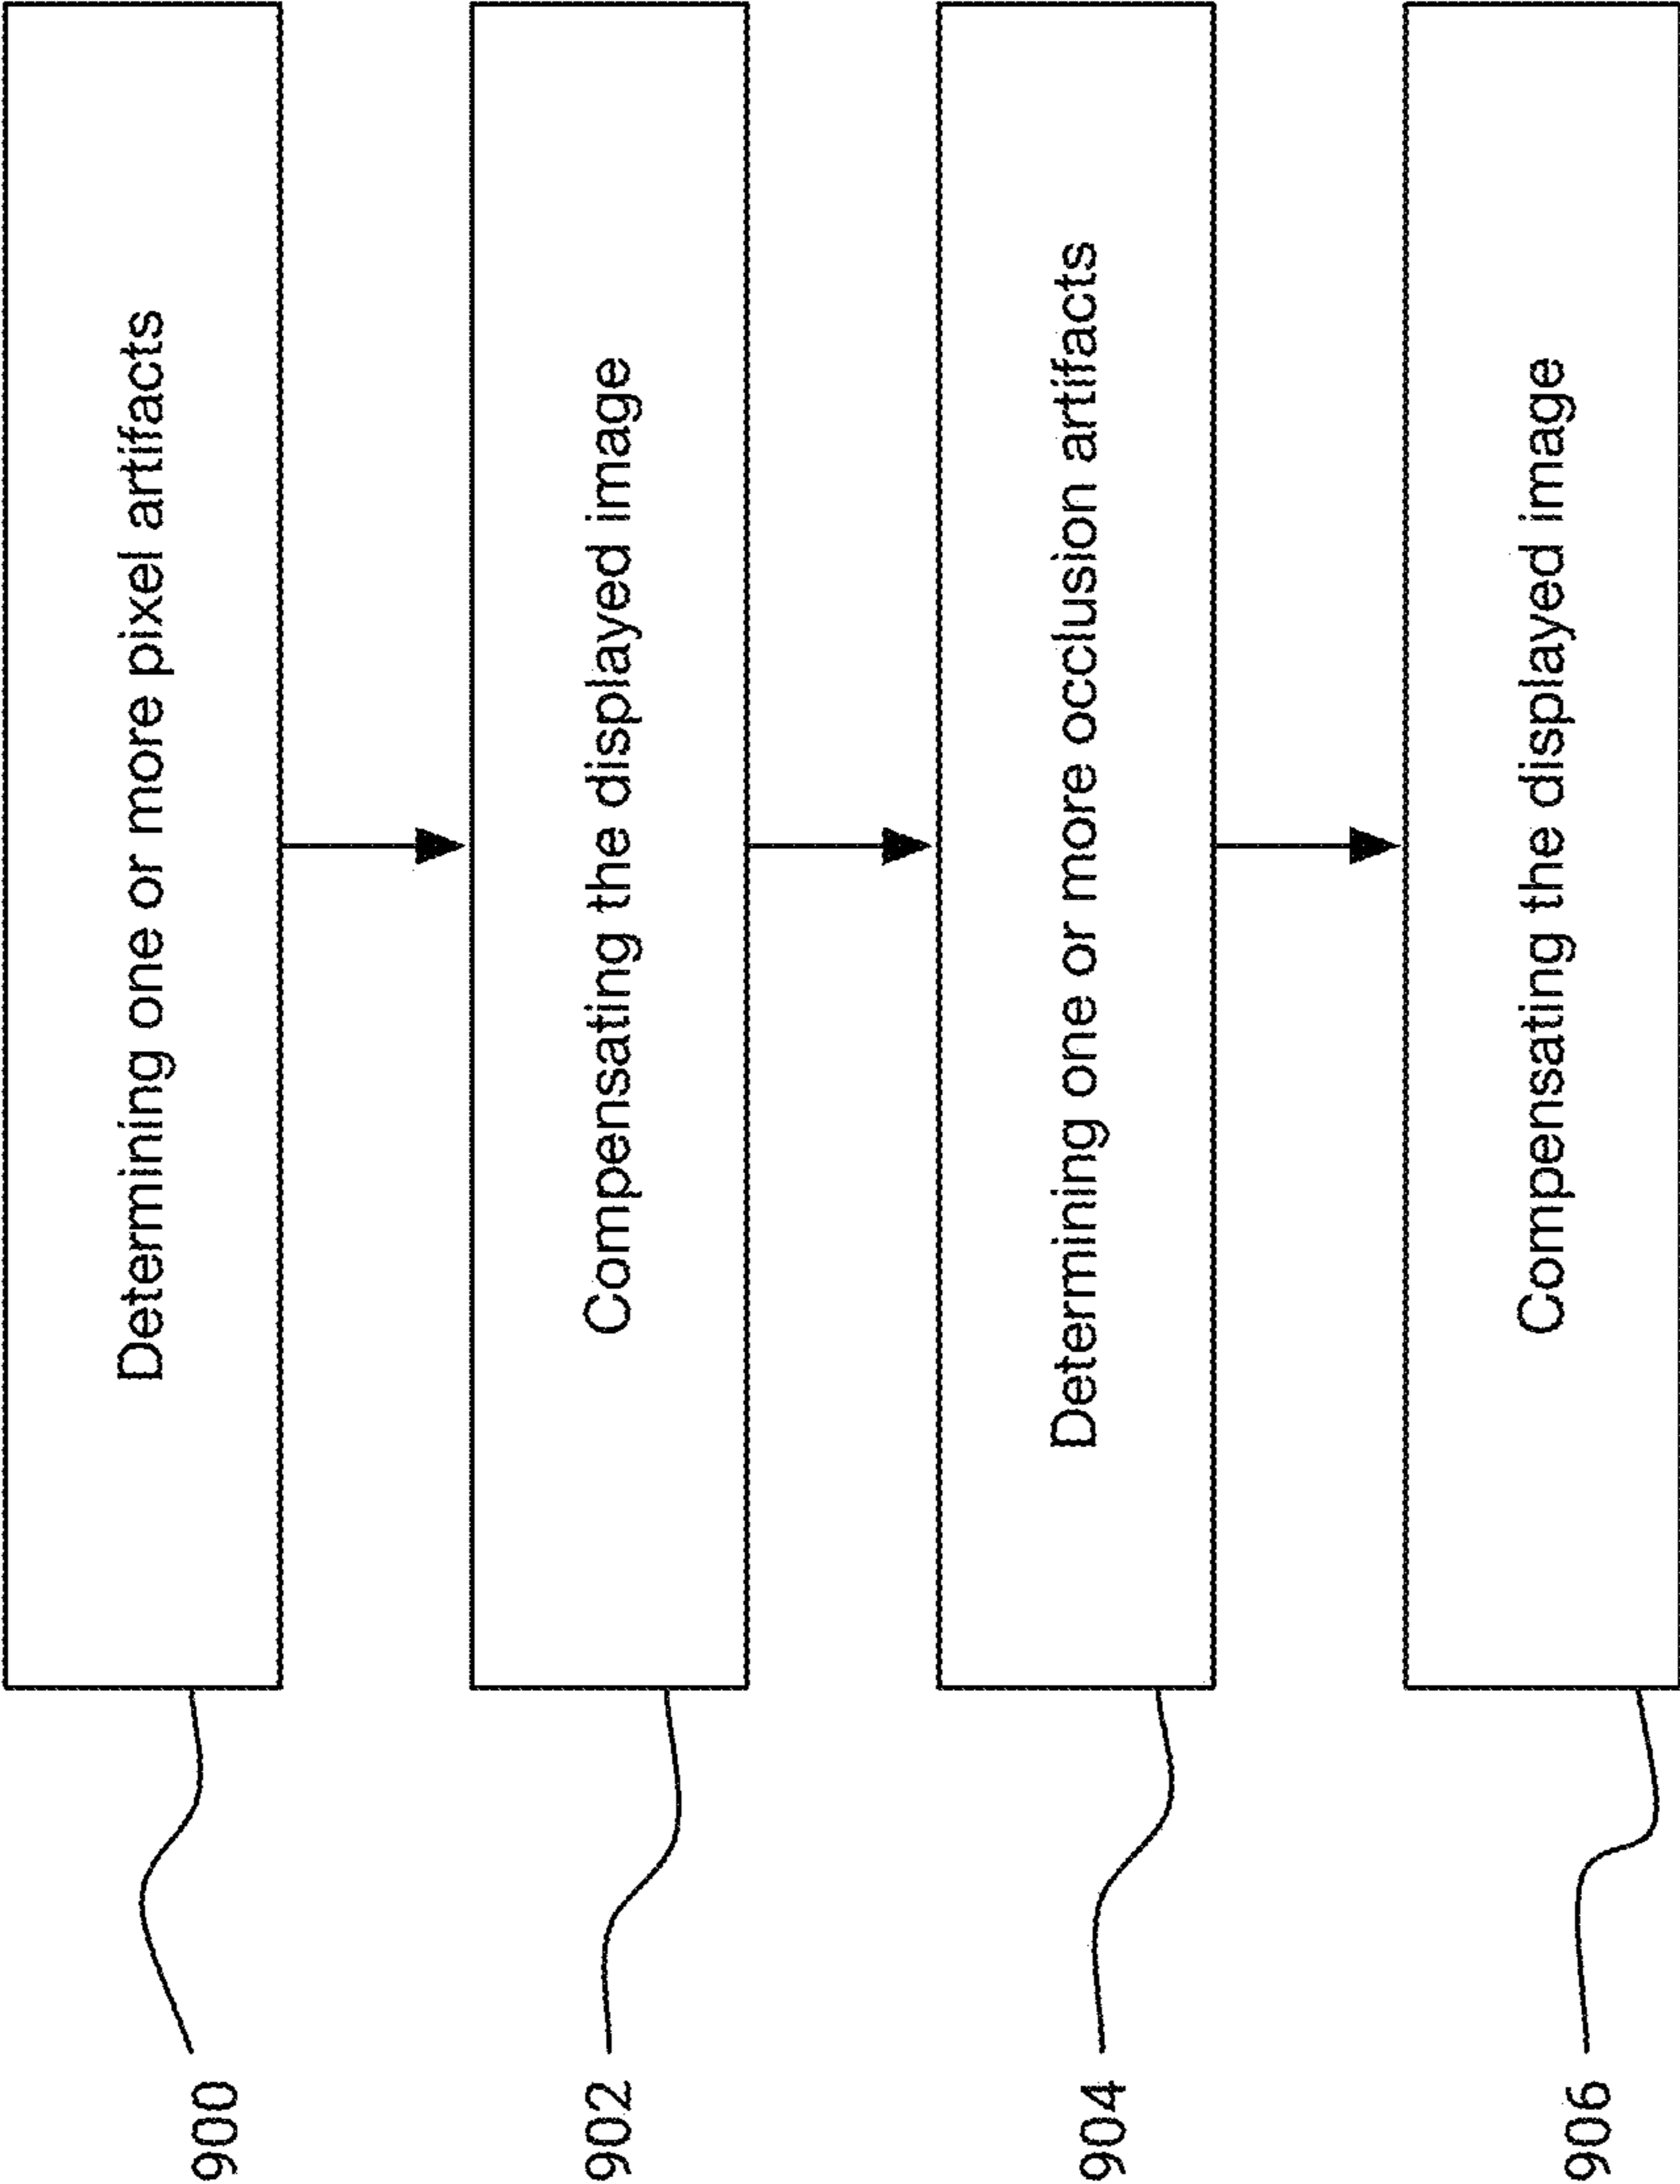 900
Determining one or more pixel artifacts
902
Compensating the displayed image
904
Determining one or more occlusion artifacts
906
Compensating the displayed image